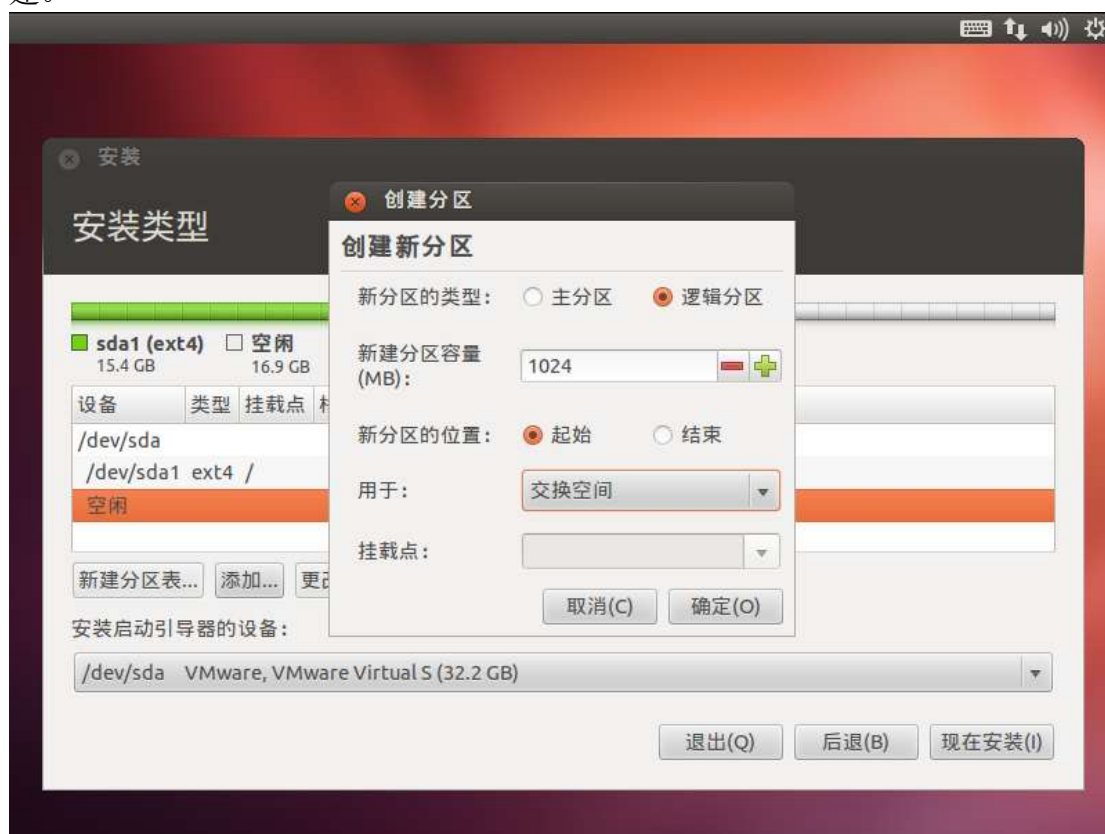 安装
安装类型
创建分区
创建新分区
新分区的类型: 主分区 逻辑分区
新建分区容量
(MB): 1024
新分区的位置: 起始 结束
用于: 交换空间
挂载点:
取消(C) 确定(O)
sda1 (ext4) 空闲
15.4 GB 16.9 GB
设备 类型 挂载点
/dev/sda
/dev/sda1 ext4 /
空闲
新建分区表... 添加...
安装启动引导器的设备:
/dev/sda VMware, VMware Virtual S (32.2 GB)
退出(Q) 后退(B) 现在安装(I)